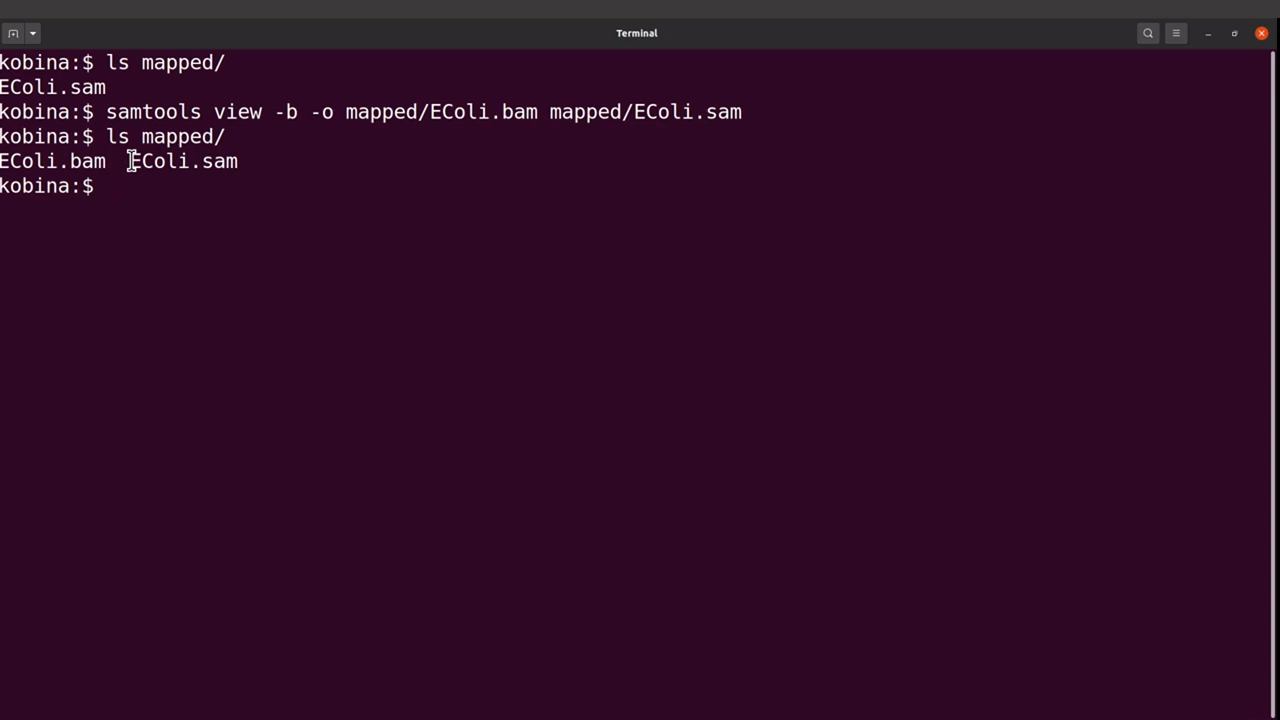 Terminal
kobina:$ ls mapped/
EColi.sam
kobina:$ samtools view -b -o mapped/EColi.bam mapped/EColi.sam
kobina:$ ls mapped/
EColi.bam  EColi.sam
kobina:$